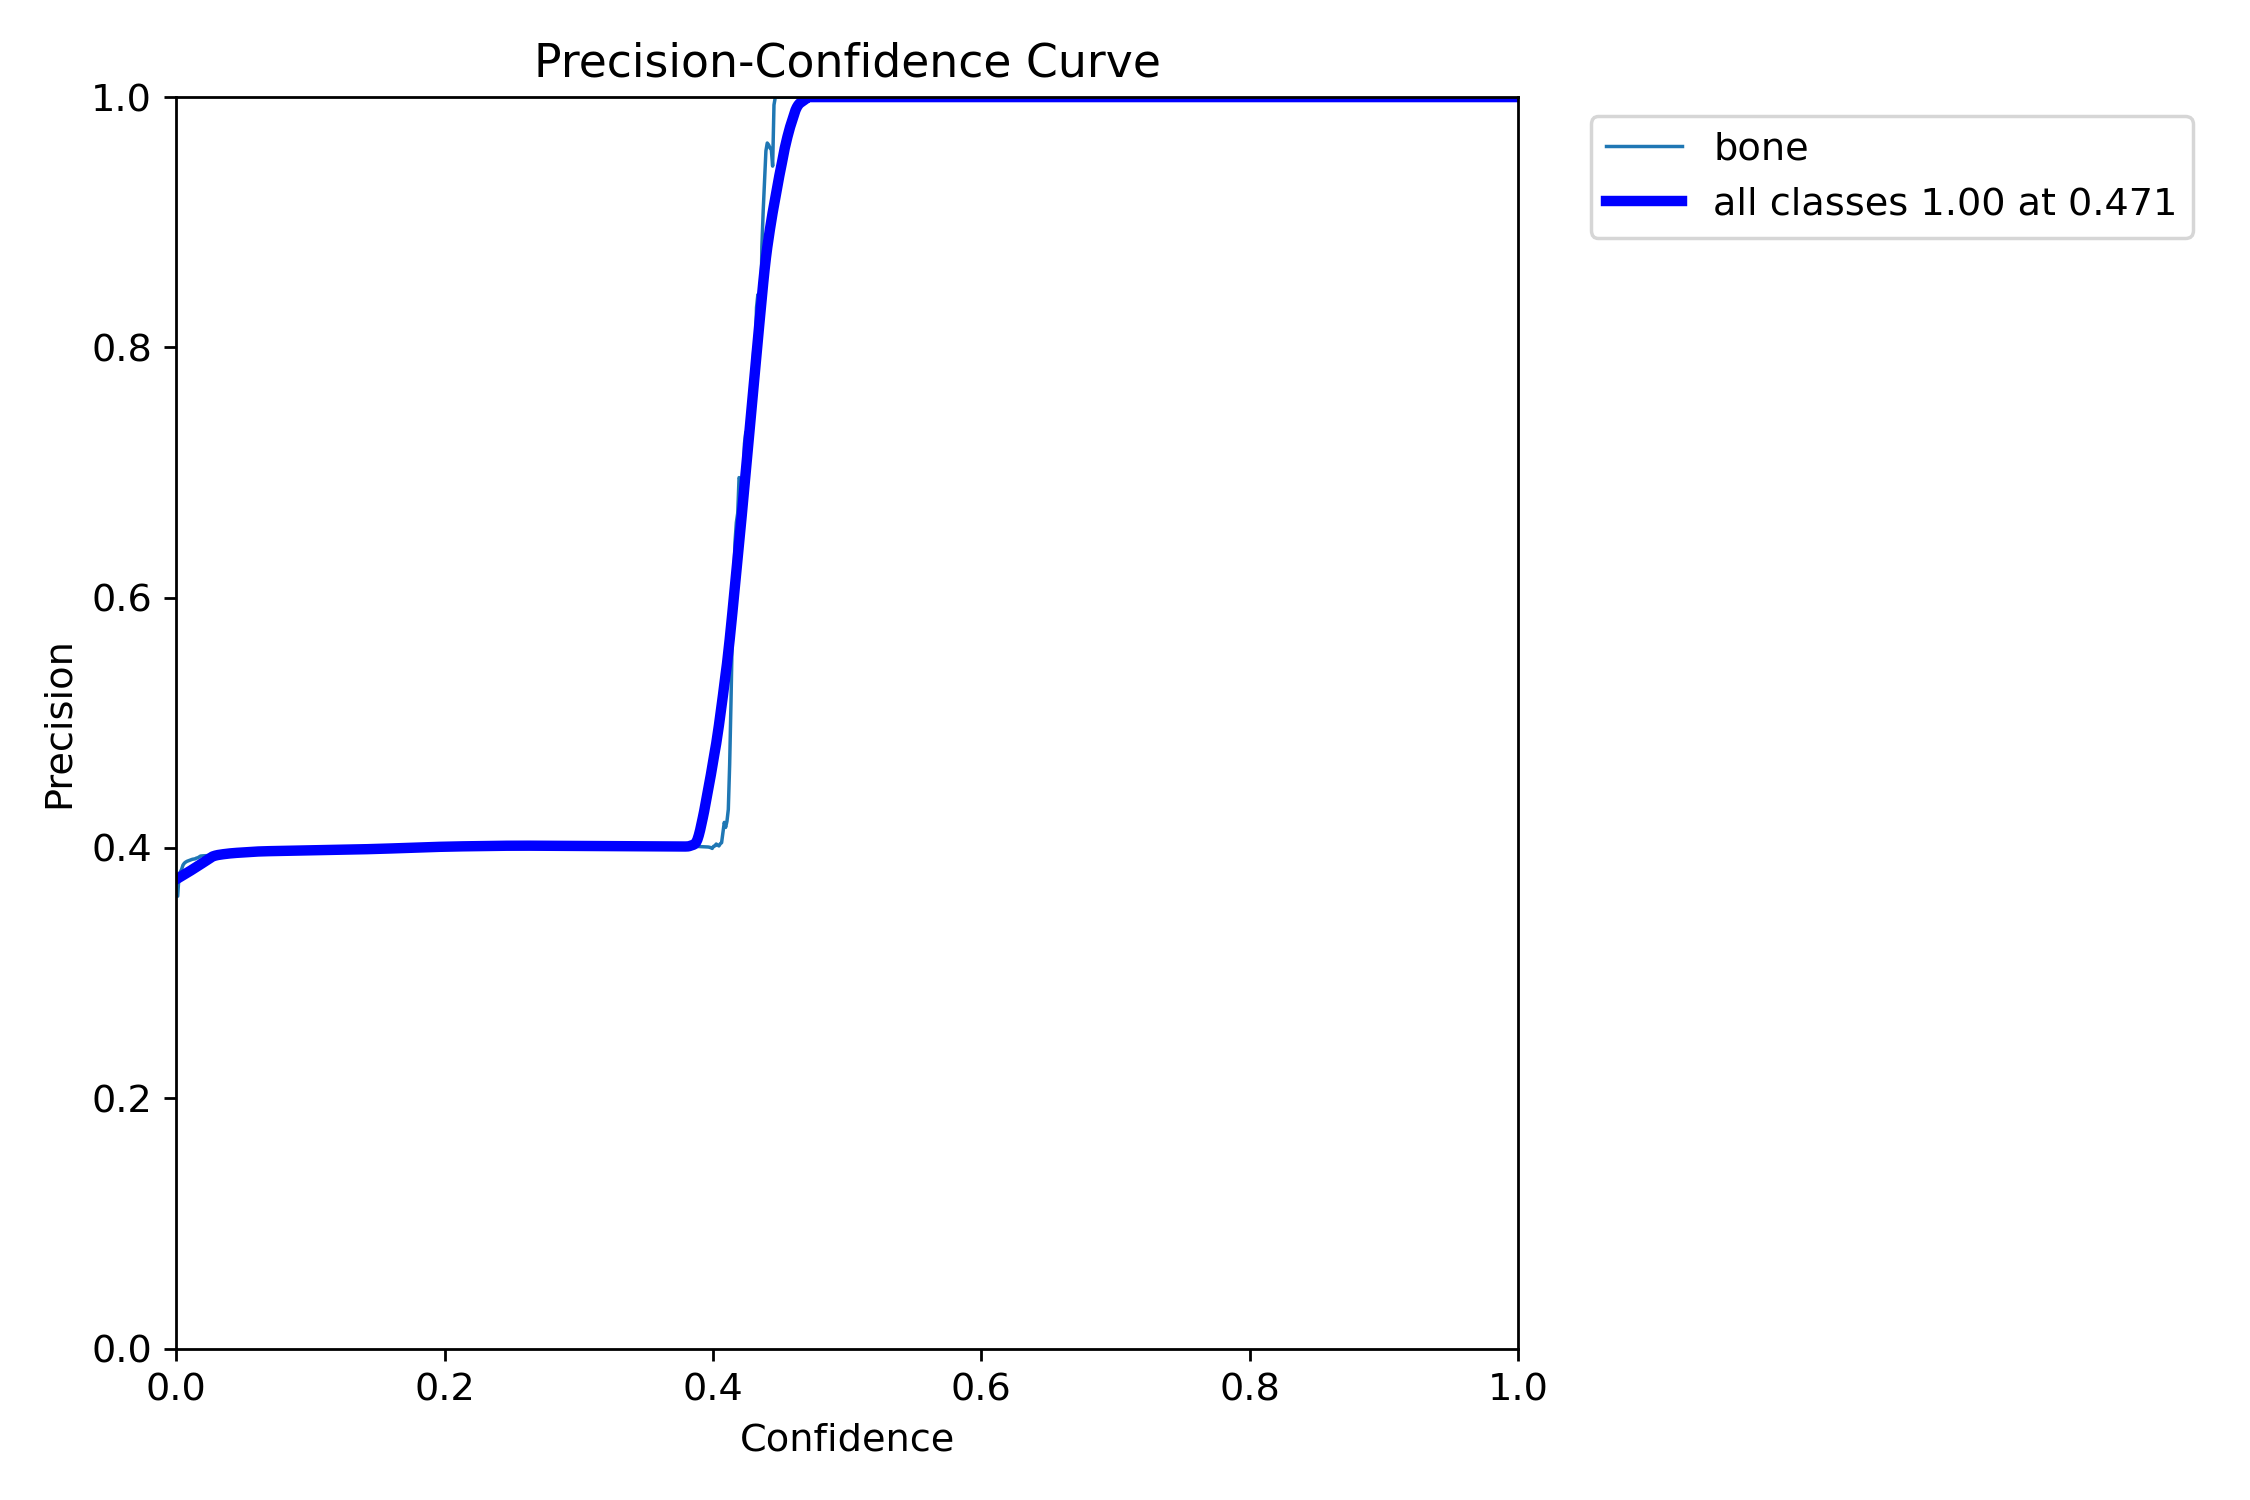 Precision-Confidence Curve
1.0
0.8
0.6
0.4
0.2
0.0
Precision
0.0 0.2 0.4 0.6 0.8 1.0
Confidence
bone
all classes 1.00 at 0.471